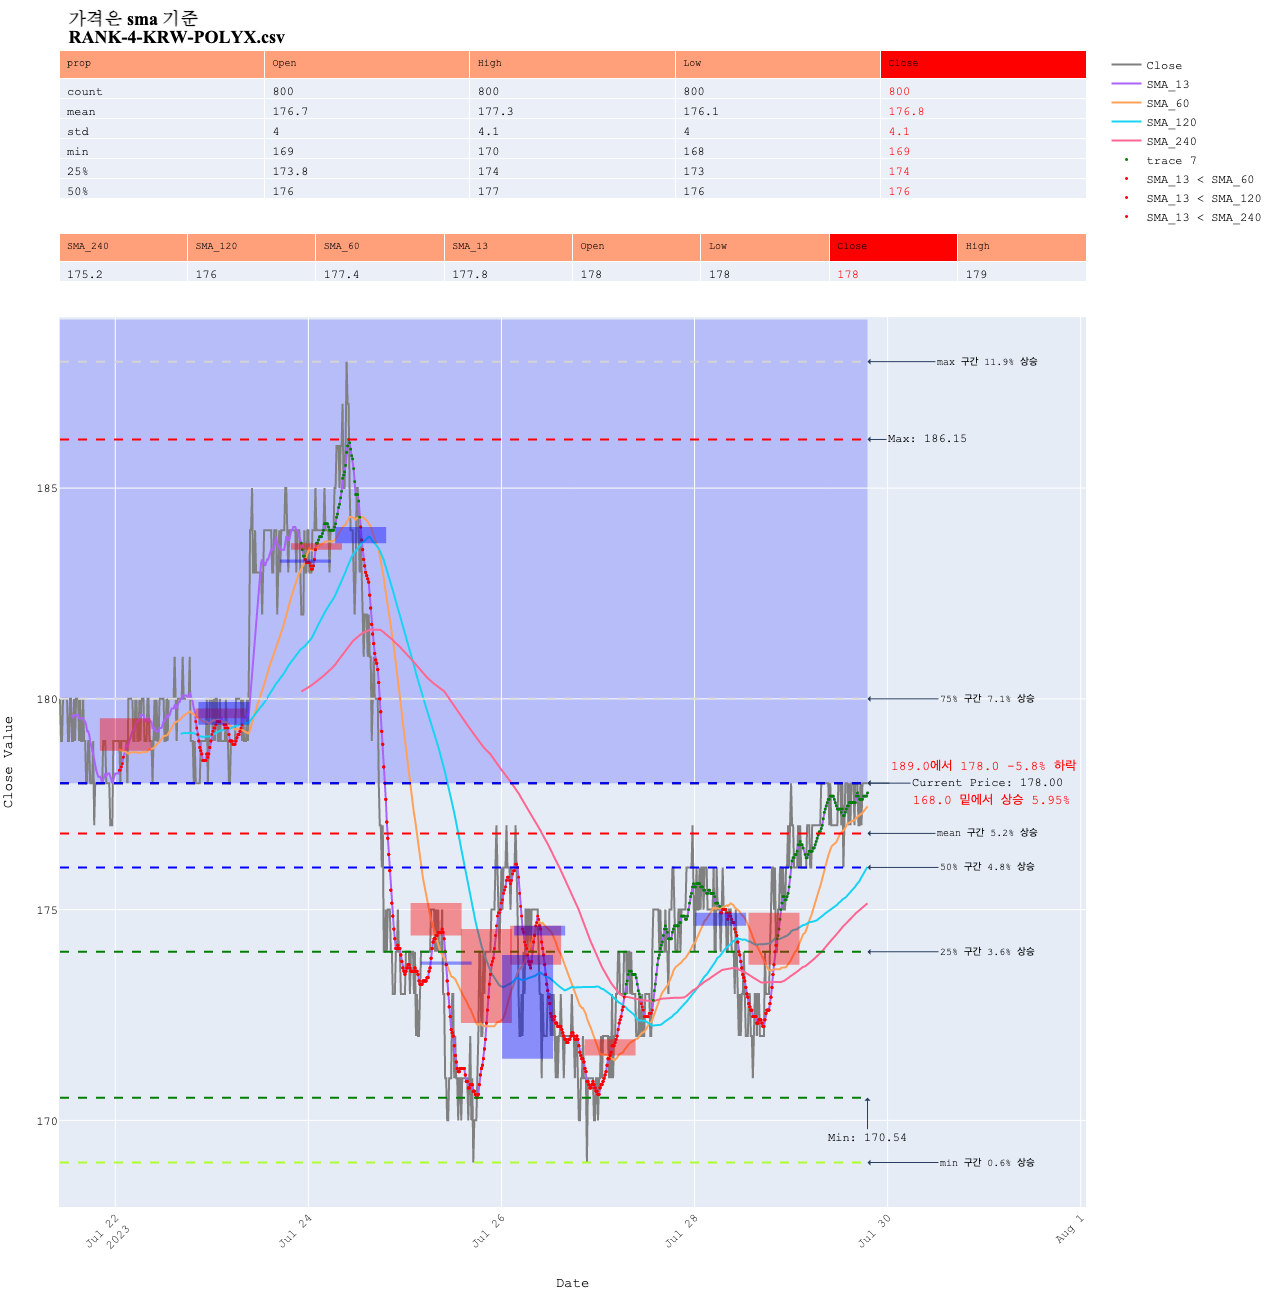 가격은 sma 기준
RANK-4-KRW-POLYX.csv
prop Open High Low Close
count 800 800 800 800
mean 176.7 177.3 176.1 176.8
std 4 4.1 4 4.1
min 169 170 168 169
25% 173.8 174 173 174
50% 176 177 176 176
SMA_240 SMA_120 SMA_60 SMA_13 Open Low Close High
175.2 176 177.4 177.8 178 178 178 179
Close
SMA_13
SMA_60
SMA_120
SMA_240
trace 7
SMA_13 < SMA_60
SMA_13 < SMA_120
SMA_13 < SMA_240
max 구간 11.9% 상승
Max: 186.15
185
180
75% 구간 7.1% 상승
189.0에서 178.0 -5.8% 하락
Current Price: 178.00
168.0 밑에서 상승 5.95%
mean 구간 5.2% 상승
50% 구간 4.8% 상승
175
25% 구간 3.6% 상승
170
Min: 170.54
min 구간 0.6% 상승
Close Value
Jul 22
2023
Jul 24
Jul 26
Jul 28
Jul 30
Aug 1
Date